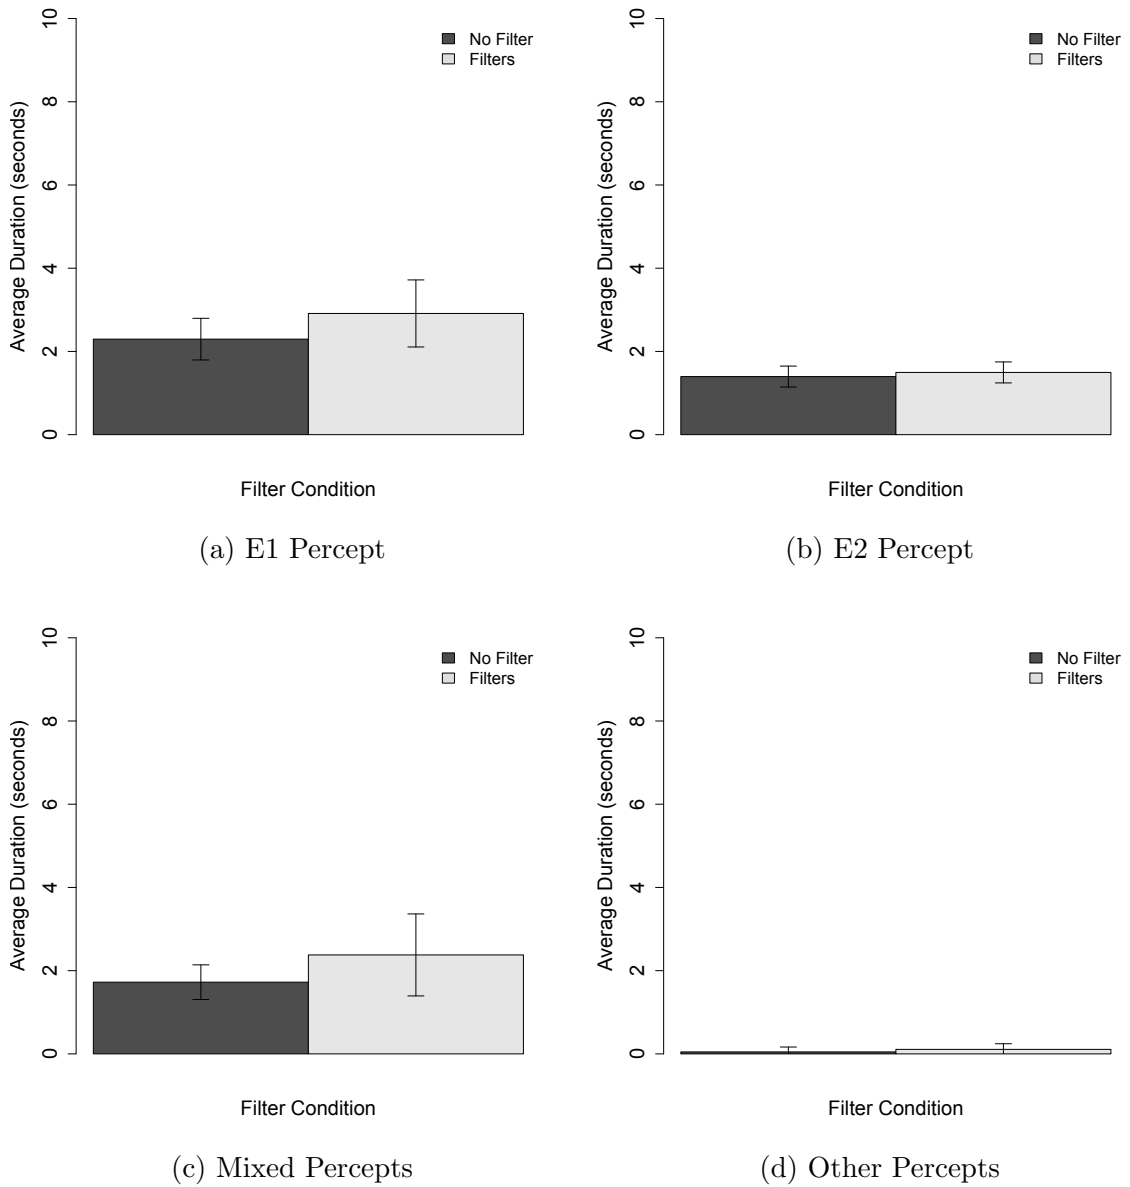 No Filter
Filters
Average Duration (seconds)
0 2 4 6 8 10
Filter Condition
(a) E1 Percept
No Filter
Filters
Average Duration (seconds)
0 2 4 6 8 10
Filter Condition
(b) E2 Percept
No Filter
Filters
Average Duration (seconds)
0 2 4 6 8 10
Filter Condition
(c) Mixed Percepts
No Filter
Filters
Average Duration (seconds)
0 2 4 6 8 10
Filter Condition
(d) Other Percepts